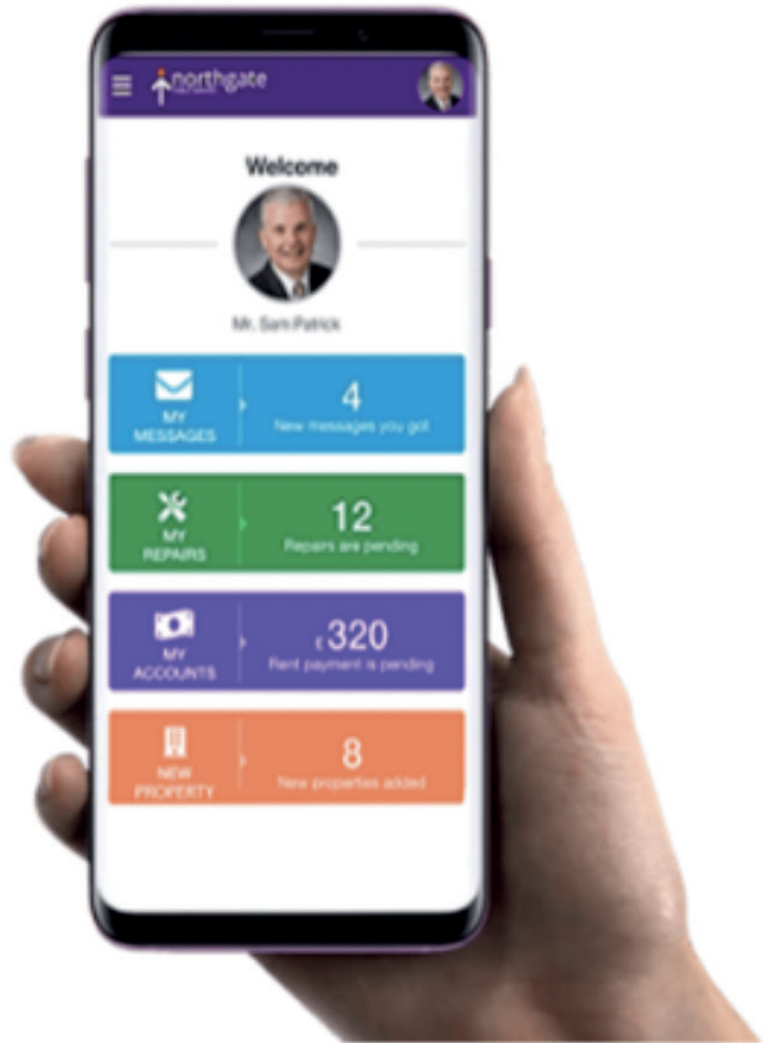 northgate
Welcome
Mr. Sam Patrick
MY
MESSAGES
4
New messages you got
MY
REPAIRS
12
Repairs are pending
MY
ACCOUNTS
£320
Rent payment is pending
NEW
PROPERTY
8
New properties added